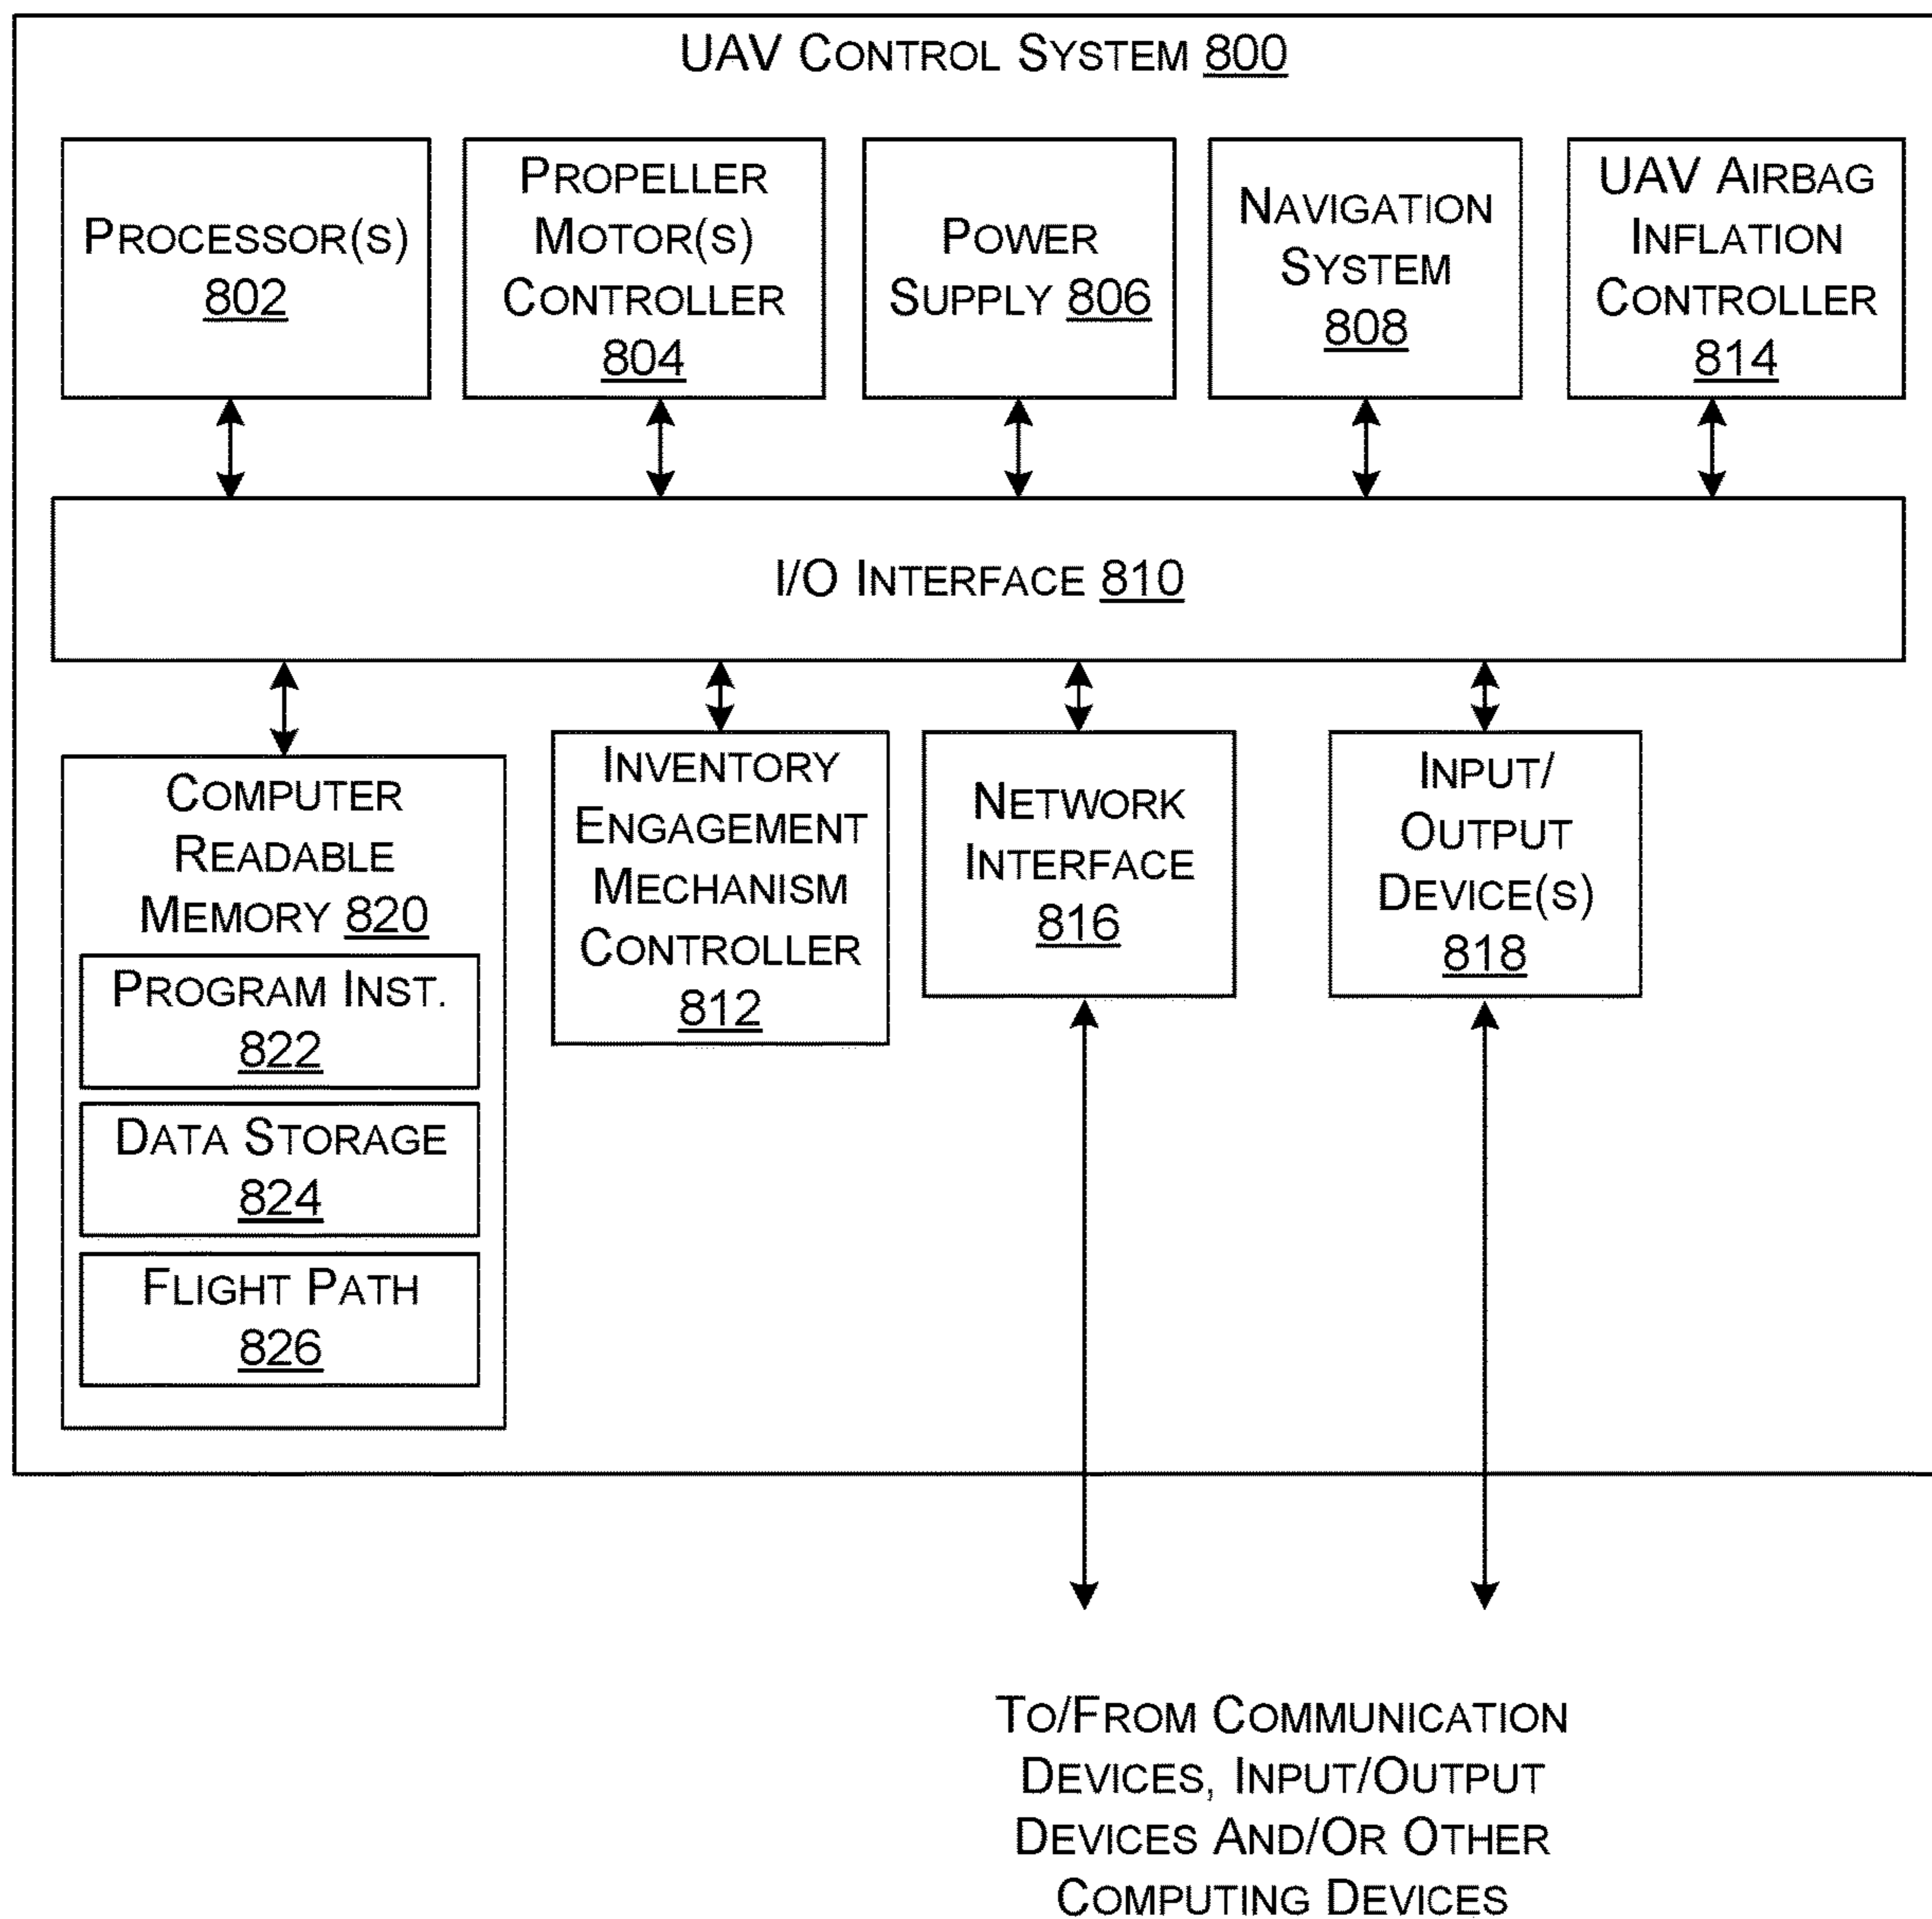 UAV CONTROL SYSTEM 800
PROCESSOR(S)
802
PROPELLER
MOTOR(S)
CONTROLLER
804
POWER
SUPPLY 806
NAVIGATION
SYSTEM
808
UAV AIRBAG
INFLATION
CONTROLLER
814
I/O INTERFACE 810
COMPUTER
READABLE
MEMORY 820
PROGRAM INST.
822
DATA STORAGE
824
FLIGHT PATH
826
INVENTORY
ENGAGEMENT
MECHANISM
CONTROLLER
812
NETWORK
INTERFACE
816
INPUT/
OUTPUT
DEVICE(S)
818
TO/FROM COMMUNICATION
DEVICES, INPUT/OUTPUT
DEVICES AND/OR OTHER
COMPUTING DEVICES